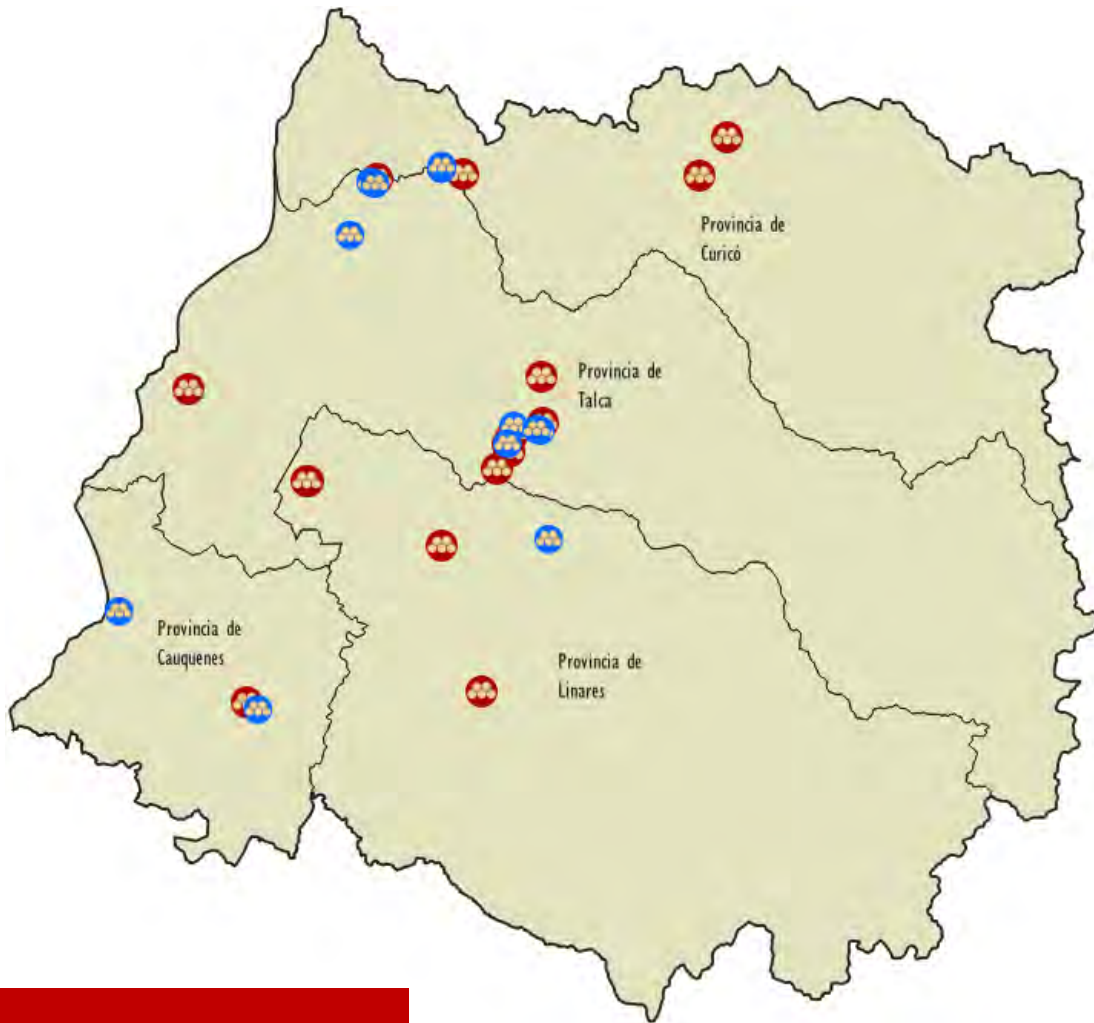 Provincia de
Curicó
Provincia de
Talca
Provincia de
Cauquenes
Provincia de
Linares